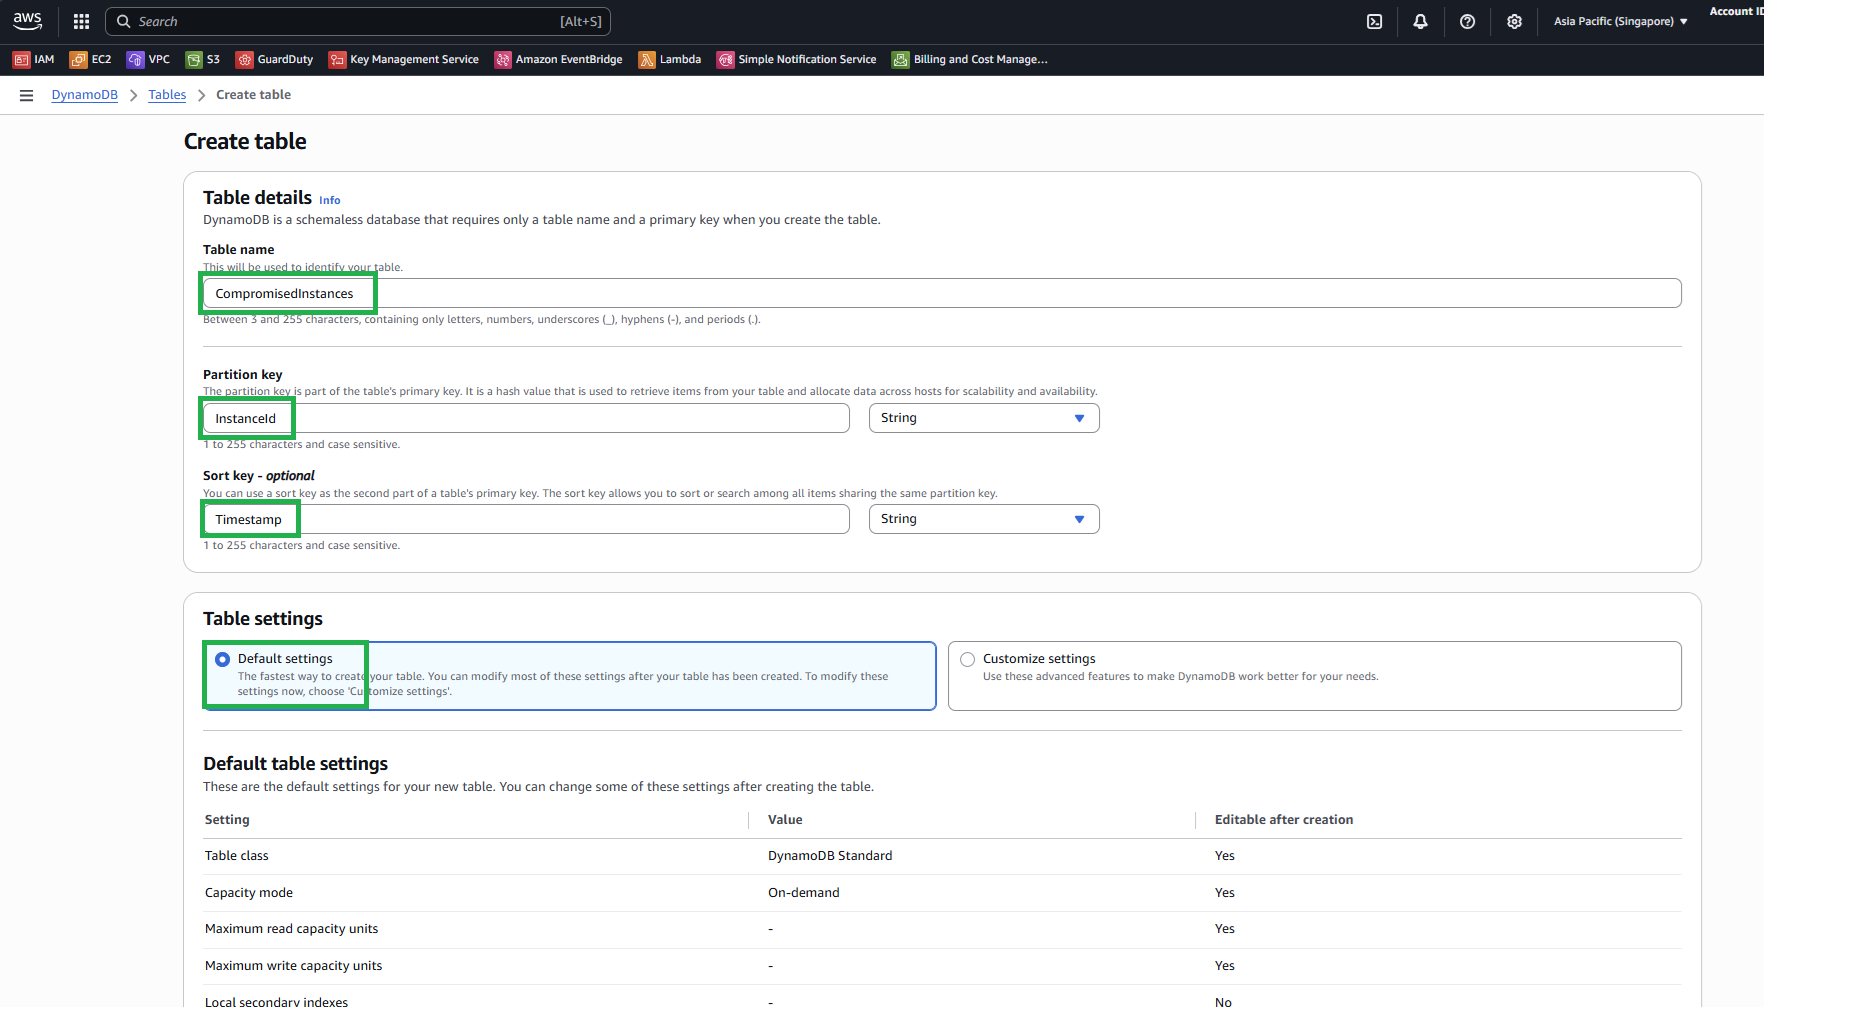 aws
Search [Alt+S] Asia Pacific (Singapore) Account ID
IAM EC2 VPC S3 GuardDuty Key Management Service Amazon EventBridge Lambda Simple Notification Service Billing and Cost Manage...
DynamoDB > Tables > Create table
Create table
Table details Info
DynamoDB is a schemaless database that requires only a table name and a primary key when you create the table.
Table name
This will be used to identify your table.
CompromisedInstances
Between 3 and 255 characters, containing only letters, numbers, underscores (_), hyphens (-), and periods (.).
Partition key
The partition key is part of the table's primary key. It is a hash value that is used to retrieve items from your table and allocate data across hosts for scalability and availability.
InstanceId String
1 to 255 characters and case sensitive.
Sort key - optional
You can use a sort key as the second part of a table's primary key. The sort key allows you to sort or search among all items sharing the same partition key.
Timestamp String
1 to 255 characters and case sensitive.
Table settings
Default settings
The fastest way to create your table. You can modify most of these settings after your table has been created. To modify these
settings now, choose 'Customize settings'.
Customize settings
Use these advanced features to make DynamoDB work better for your needs.
Default table settings
These are the default settings for your new table. You can change some of these settings after creating the table.
Setting Value Editable after creation
Table class DynamoDB Standard Yes
Capacity mode On-demand Yes
Maximum read capacity units - Yes
Maximum write capacity units - Yes
Local secondary indexes - No